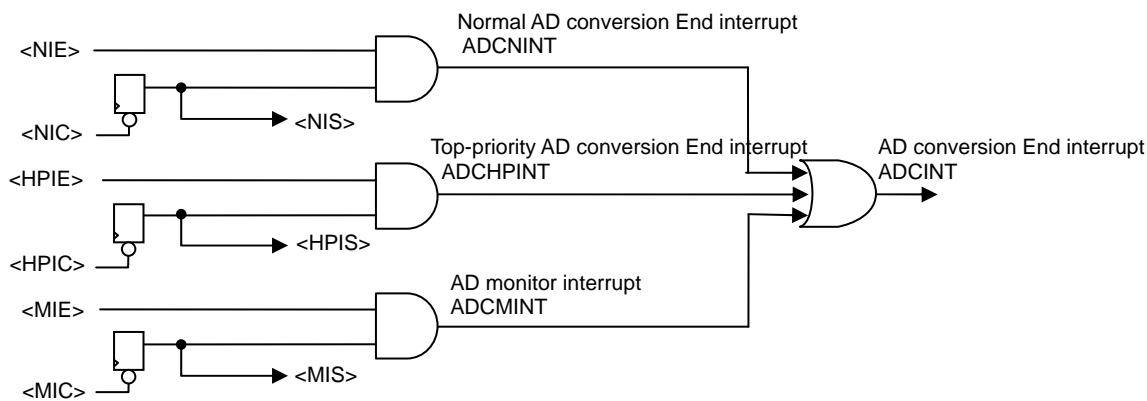 Normal AD conversion End interrupt
ADCNINT
<NIE>
<NIC>
<NIS>
Top-priority AD conversion End interrupt
ADCHPINT
AD conversion End interrupt
ADCINT
<HPIE>
<HPIC>
<HPIS>
AD monitor interrupt
ADCMINT
<MIE>
<MIC>
<MIS>